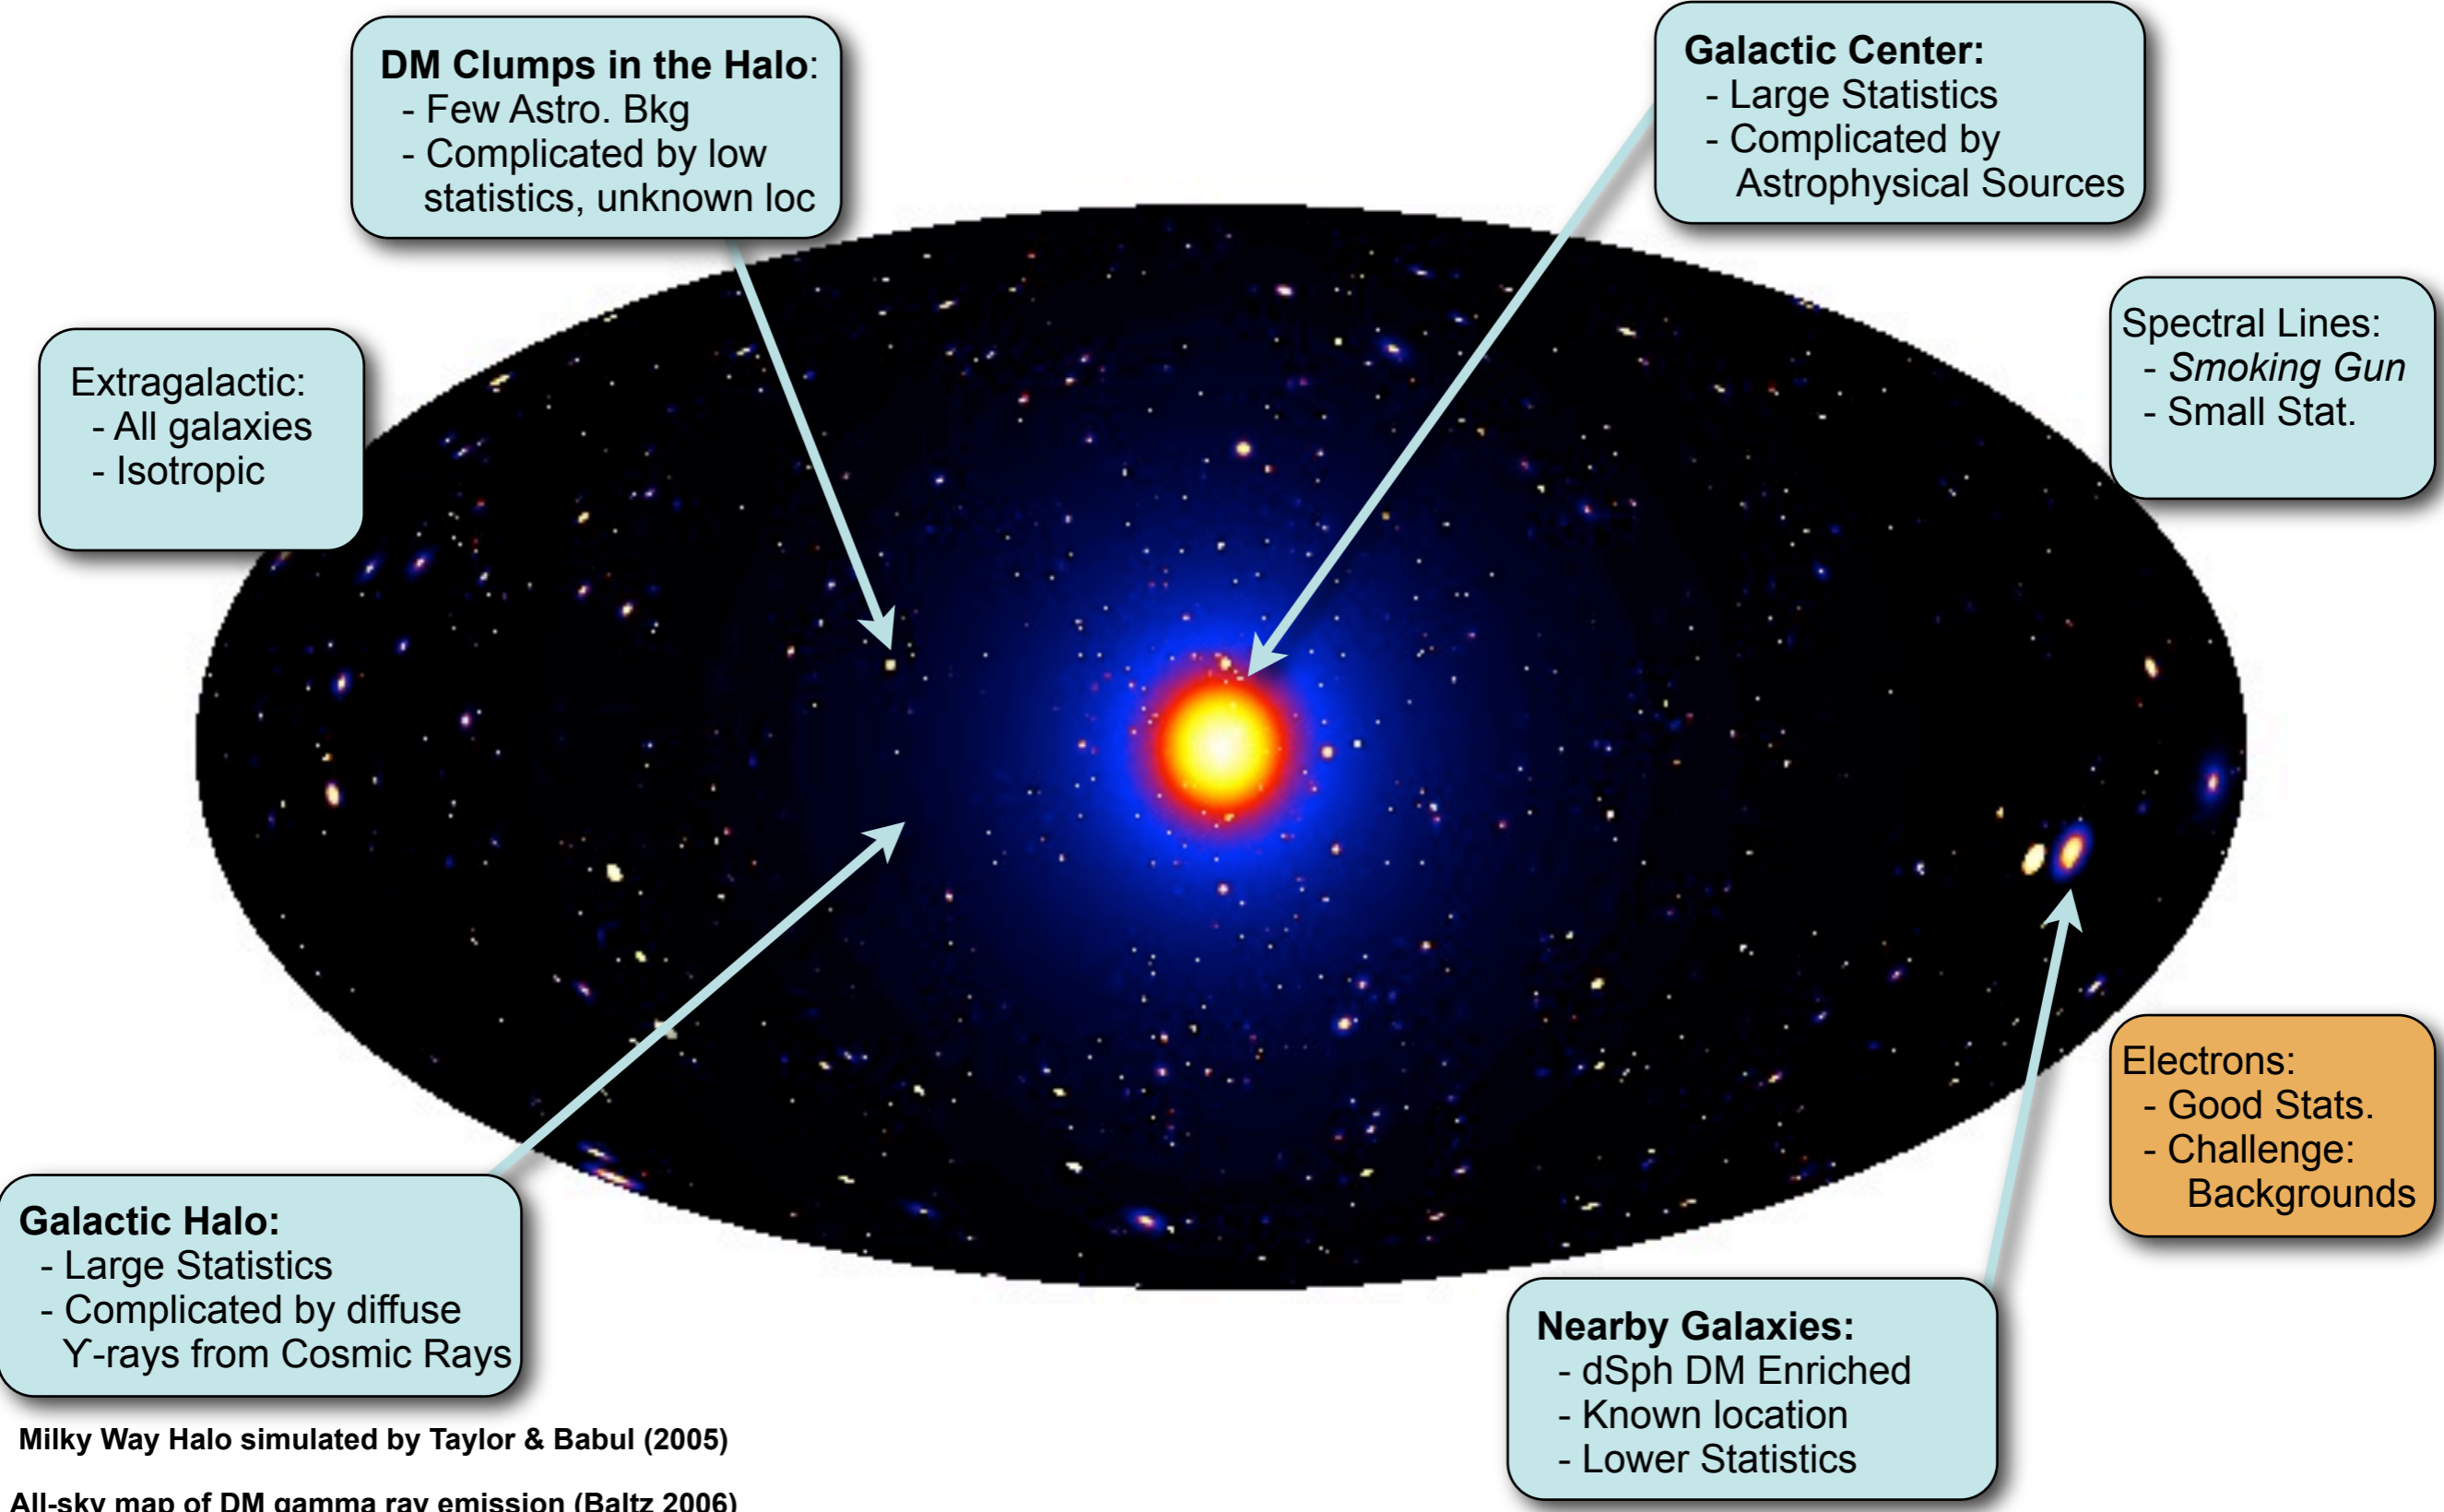 DM Clumps in the Halo:
- Few Astro. Bkg
- Complicated by low
statistics, unknown loc
Galactic Center:
- Large Statistics
- Complicated by
Astrophysical Sources
Extragalactic:
- All galaxies
- Isotropic
Spectral Lines:
- Smoking Gun
- Small Stat.
Electrons:
- Good Stats.
- Challenge:
Backgrounds
Galactic Halo:
- Large Statistics
- Complicated by diffuse
ϒ-rays from Cosmic Rays
Nearby Galaxies:
- dSph DM Enriched
- Known location
- Lower Statistics
Milky Way Halo simulated by Taylor & Babul (2005)
All-sky map of DM gamma ray emission (Baltz 2006)